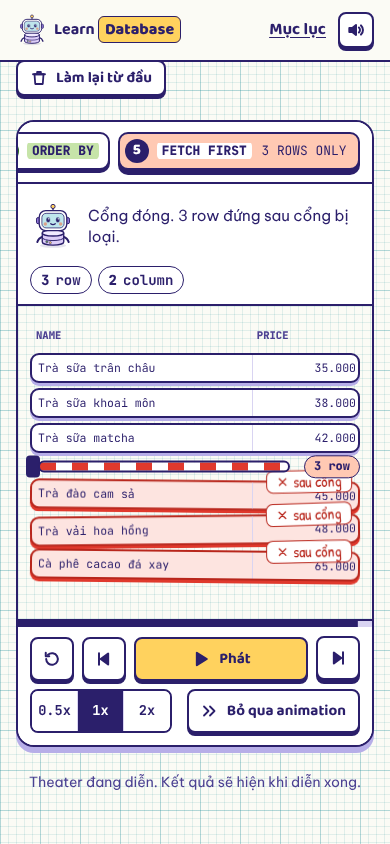 Learn Database
Mục lục
Làm lại từ đầu
ORDER BY
5 FETCH FIRST 3 ROWS ONLY
Cổng đóng. 3 row đứng sau cổng bị
loại.
3 row 2 column
NAME PRICE
Trà sữa trân châu 35.000
Trà sữa khoai môn 38.000
Trà sữa matcha 42.000
3 row
× sau cổng
Trà đào cam sả 45.000
× sau cổng
Trà vải hoa hồng 48.000
× sau cổng
Cà phê cacao đá xay 65.000
Phát
0.5x 1x 2x
Bỏ qua animation
Theater đang diễn. Kết quả sẽ hiện khi diễn xong.